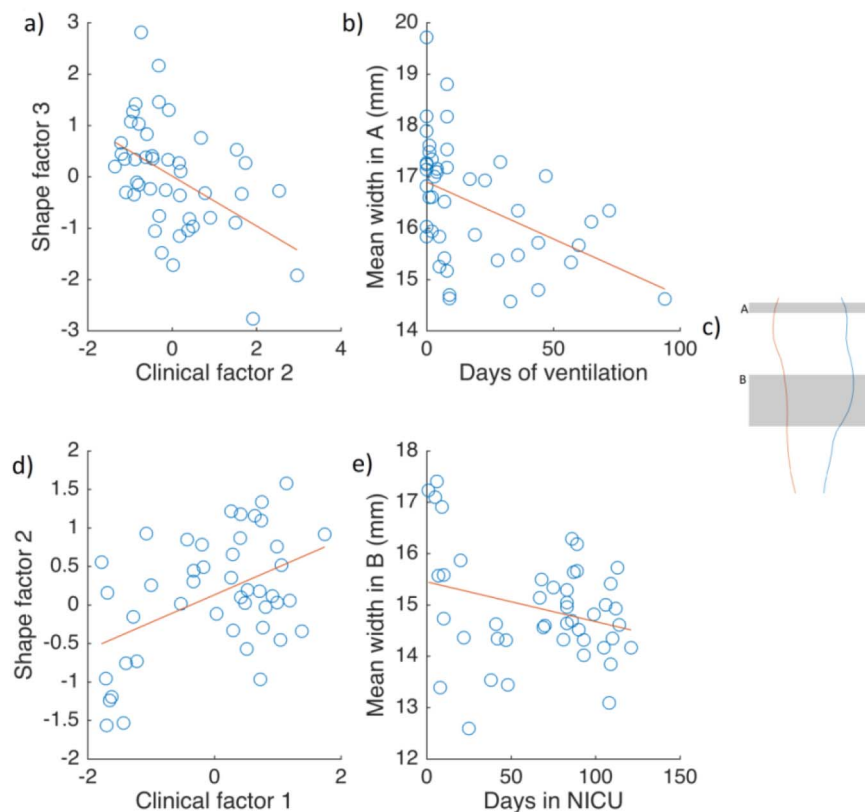 a)
3
2
1
0
-1
-2
-3
Shape factor 3
-2 0 2 4
Clinical factor 2
b)
20
19
18
17
16
15
14
Mean width in A (mm)
0 50 100
Days of ventilation
c)
A
B
d)
2
1.5
1
0.5
0
-0.5
-1
-1.5
-2
Shape factor 2
-2 0 2
Clinical factor 1
e)
18
17
16
15
14
13
12
Mean width in B (mm)
0 50 100 150
Days in NICU